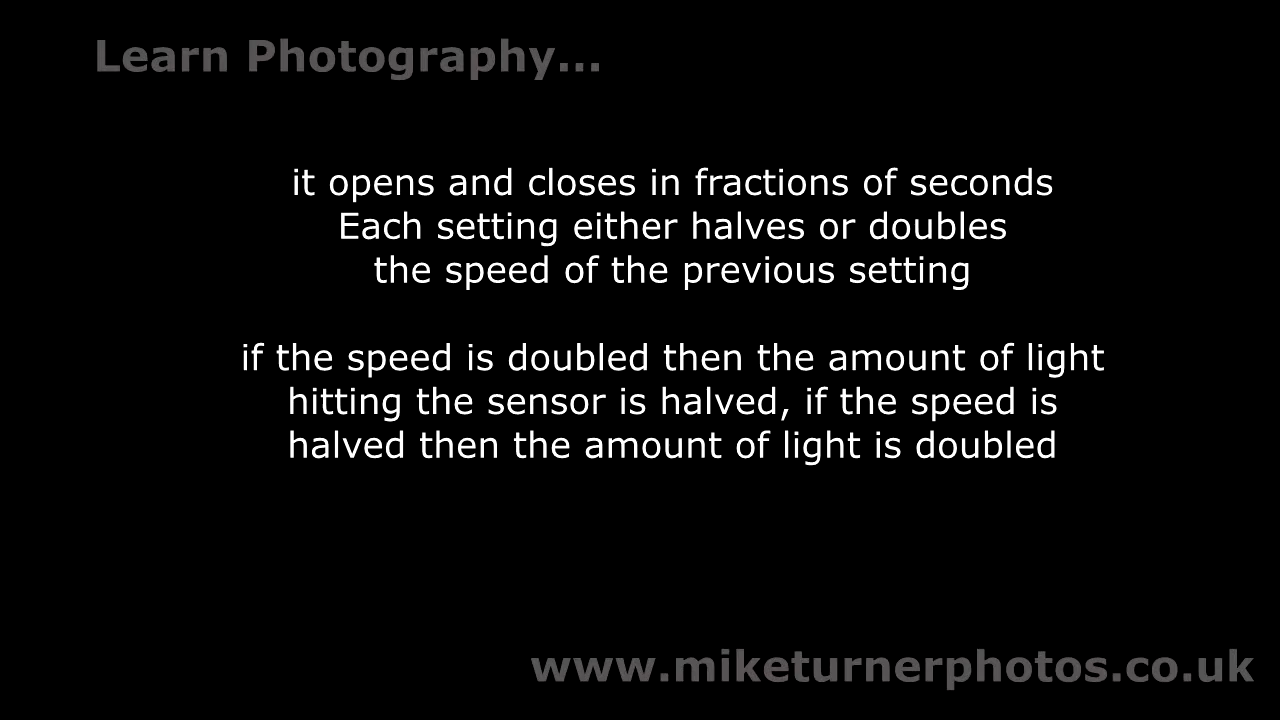 Learn Photography...
it opens and closes in fractions of seconds
Each setting either halves or doubles
the speed of the previous setting
if the speed is doubled then the amount of light
hitting the sensor is halved, if the speed is
halved then the amount of light is doubled
www.miketurnerphotos.co.uk